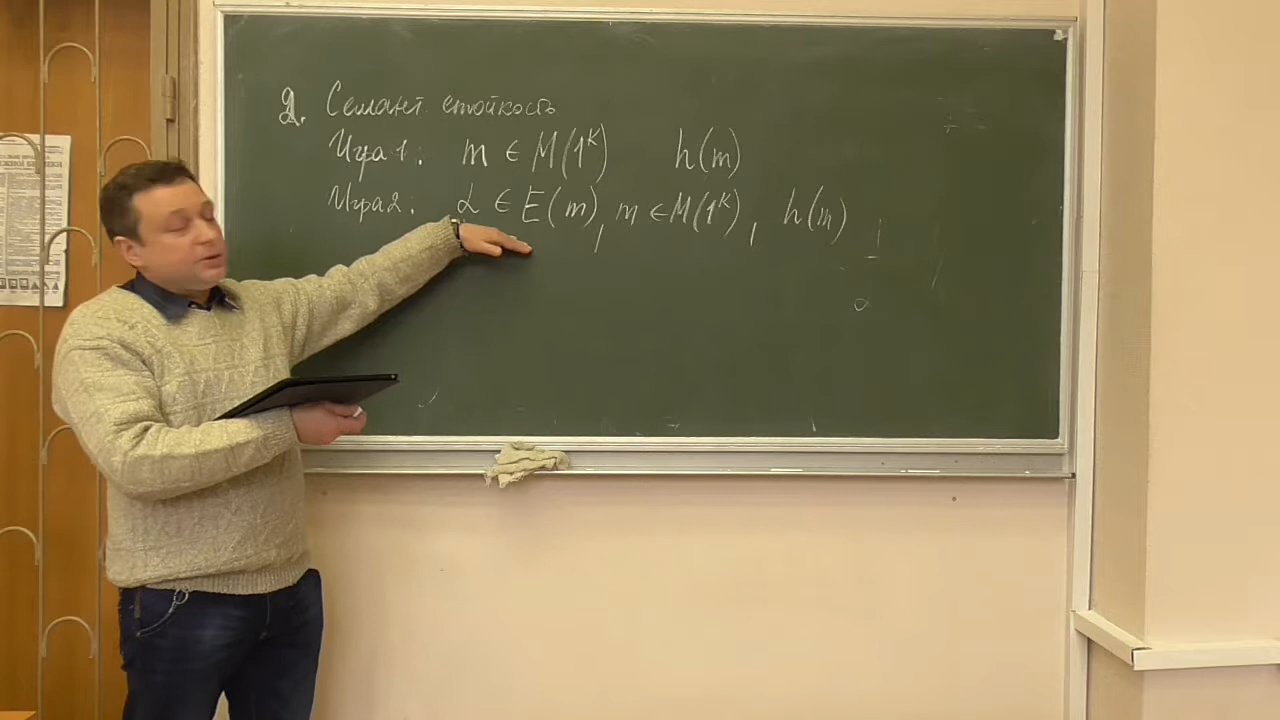 2. Семант. стойкость
Игра 1: m ∈ M(1^K) h(m)
Игра 2: α ∈ E(m), m ∈ M(1^K), h(m)